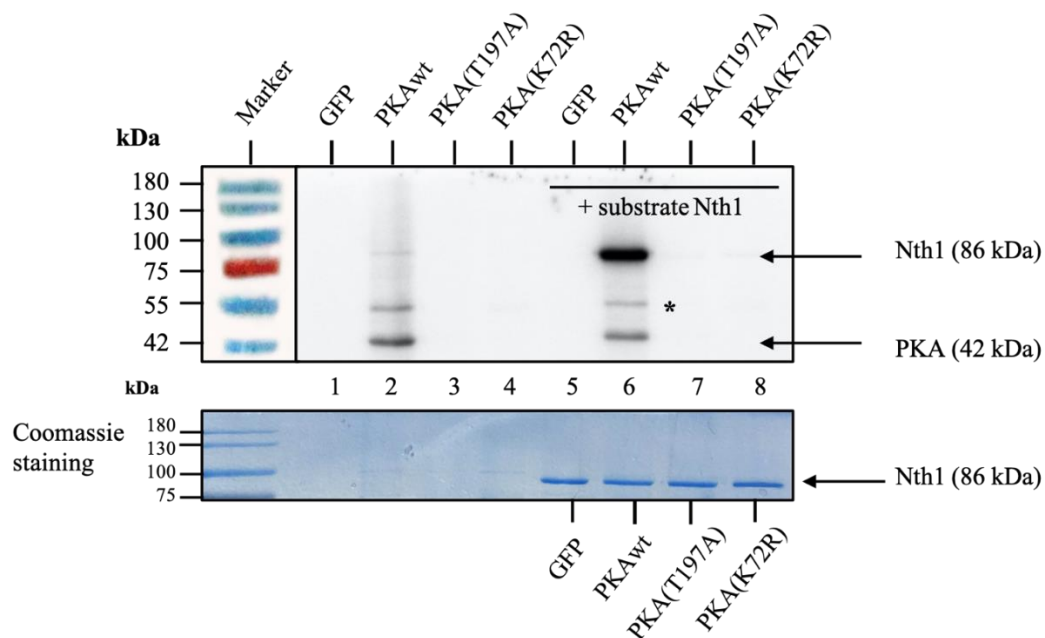 Marker
GFP
PKAwt
PKA(T197A)
PKA(K72R)
GFP
PKAwt
PKA(T197A)
PKA(K72R)
kDa
180
130
100
75
55
42
+ substrate Nth1
*
Nth1 (86 kDa)
PKA (42 kDa)
kDa
1 2 3 4 5 6 7 8
Coomassie
staining
180
130
100
75
Nth1 (86 kDa)
GFP
PKAwt
PKA(T197A)
PKA(K72R)